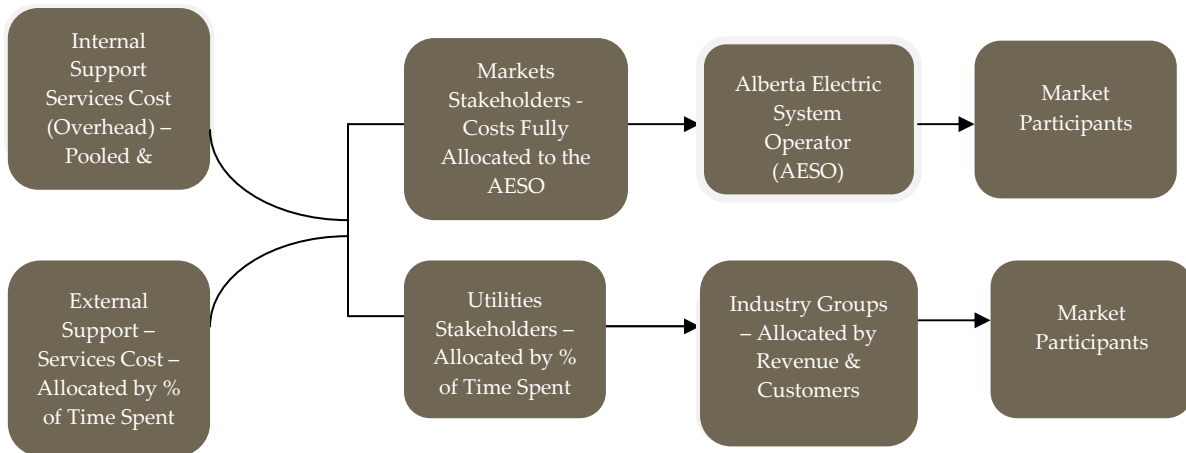 Internal
Support
Services Cost
(Overhead) –
Pooled &
Markets
Stakeholders -
Costs Fully
Allocated to the
AESO
Alberta Electric
System
Operator
(AESO)
Market
Participants
External
Support –
Services Cost –
Allocated by %
of Time Spent
Utilities
Stakeholders –
Allocated by %
of Time Spent
Industry Groups
– Allocated by
Revenue &
Customers
Market
Participants